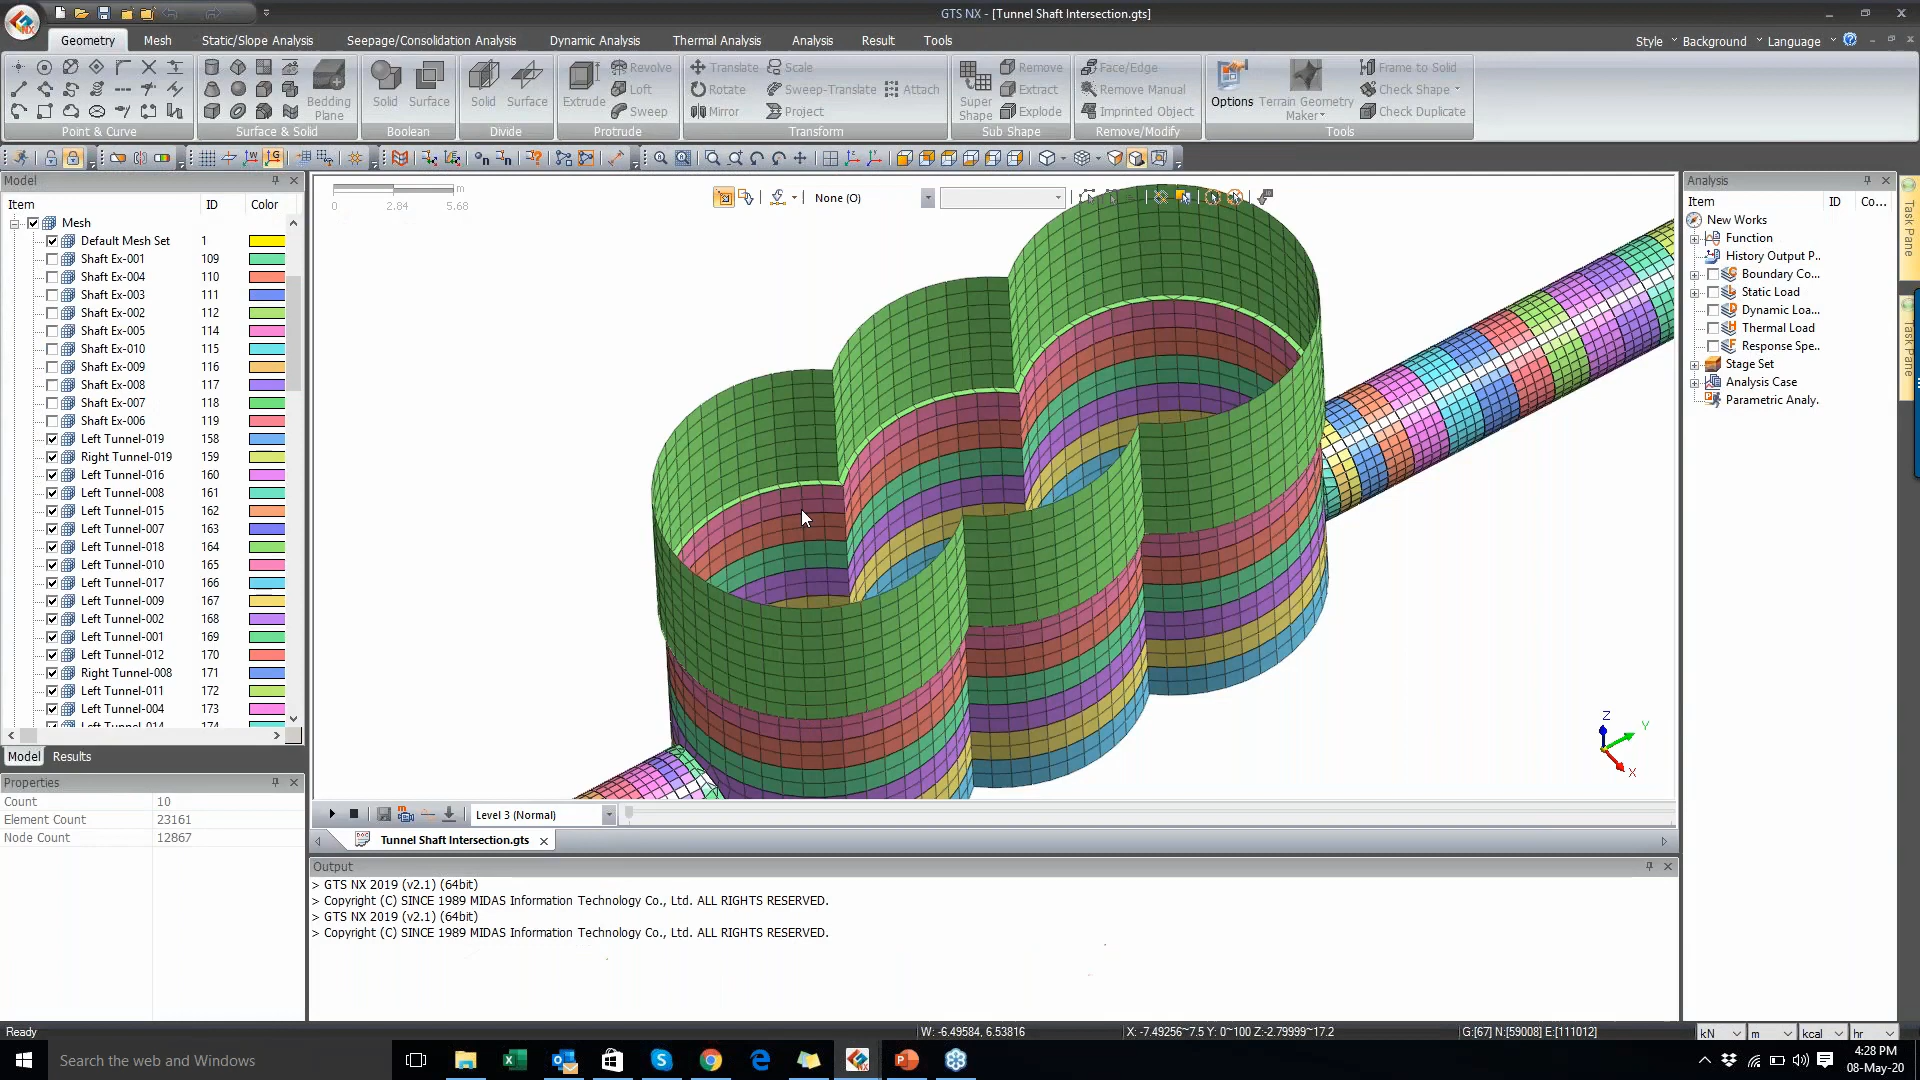 GTS NX - [Tunnel Shaft Intersection.gts]
Geometry Mesh Static/Slope Analysis Seepage/Consolidation Analysis Dynamic Analysis Thermal Analysis Analysis Result Tools Style Background Language
Bedding Plane
Point & Curve
Surface & Solid
Solid Surface
Boolean
Solid Surface
Divide
Extrude Revolve Loft Sweep
Protrude
Translate Scale
Rotate Sweep-Translate Attach
Mirror Project
Transform
Super Shape Remove Extract Explode
Sub Shape
Face/Edge
Remove Manual
Imprinted Object
Remove/Modify
Options Terrain Geometry Maker
Frame to Solid
Check Shape
Check Duplicate
Tools
Model
Item ID Color
Mesh
Default Mesh Set 1
Shaft Ex-001 109
Shaft Ex-004 110
Shaft Ex-003 111
Shaft Ex-002 112
Shaft Ex-005 114
Shaft Ex-010 115
Shaft Ex-009 116
Shaft Ex-008 117
Shaft Ex-007 118
Shaft Ex-006 119
Left Tunnel-019 158
Right Tunnel-019 159
Left Tunnel-016 160
Left Tunnel-008 161
Left Tunnel-015 162
Left Tunnel-007 163
Left Tunnel-018 164
Left Tunnel-010 165
Left Tunnel-017 166
Left Tunnel-009 167
Left Tunnel-002 168
Left Tunnel-001 169
Left Tunnel-012 170
Right Tunnel-008 171
Left Tunnel-011 172
Left Tunnel-004 173
Left Tunnel-014 174
Model Results
Properties
Count 10
Element Count 23161
Node Count 12867
m
0 2.84 5.68
None (O)
Z
Y
X
Level 3 (Normal)
Tunnel Shaft Intersection.gts
Output
> GTS NX 2019 (v2.1) (64bit)
> Copyright (C) SINCE 1989 MIDAS Information Technology Co., Ltd. ALL RIGHTS RESERVED.
> GTS NX 2019 (v2.1) (64bit)
> Copyright (C) SINCE 1989 MIDAS Information Technology Co., Ltd. ALL RIGHTS RESERVED.
Analysis
Item ID Co...
New Works
Function
History Output P..
Boundary Co...
Static Load
Dynamic Loa...
Thermal Load
Response Spe..
Stage Set
Analysis Case
Parametric Analy.
Task Pane
Task Pane
Ready
W: -6.49584, 6.53816
X: -7.49256~7.5 Y: 0~100 Z:-2.79999~17.2
G:[67] N:[59008] E:[111012]
kN m kcal hr
Search the web and Windows
4:28 PM
08-May-20